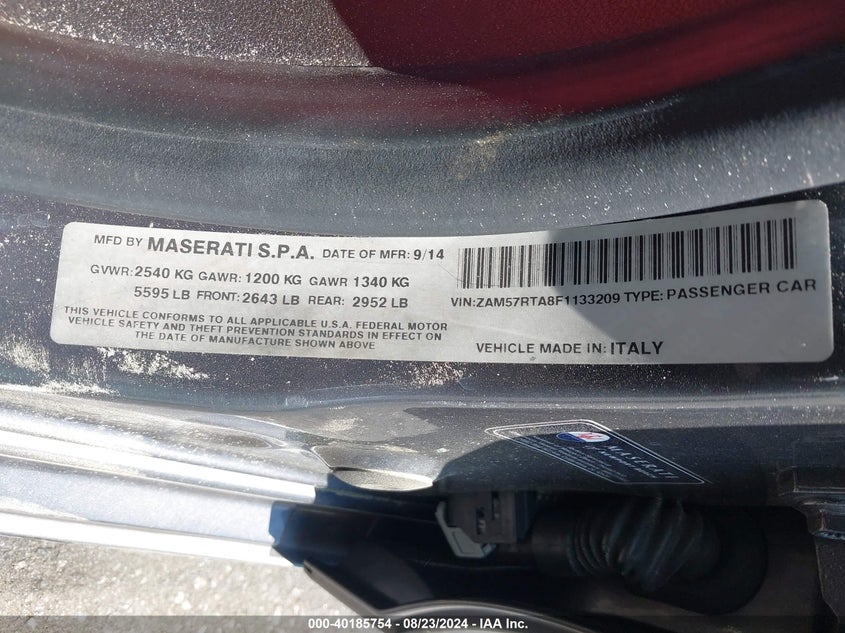 MFD BY MASERATI S.P.A. DATE OF MFR: 9/14
GVWR: 2540 KG GAWR: 1200 KG GAWR 1340 KG
5595 LB FRONT: 2643 LB REAR: 2952 LB
THIS VEHICLE CONFORMS TO ALL APPLICABLE U.S.A. FEDERAL MOTOR
VEHICLE SAFETY AND THEFT PREVENTION STANDARDS IN EFFECT ON
THE DATE OF MANUFACTURE SHOWN ABOVE
VIN:ZAM57RTA8F1133209 TYPE: PASSENGER CAR
VEHICLE MADE IN: ITALY
MASERATI
000-40185754 - 08/23/2024 - IAA Inc.